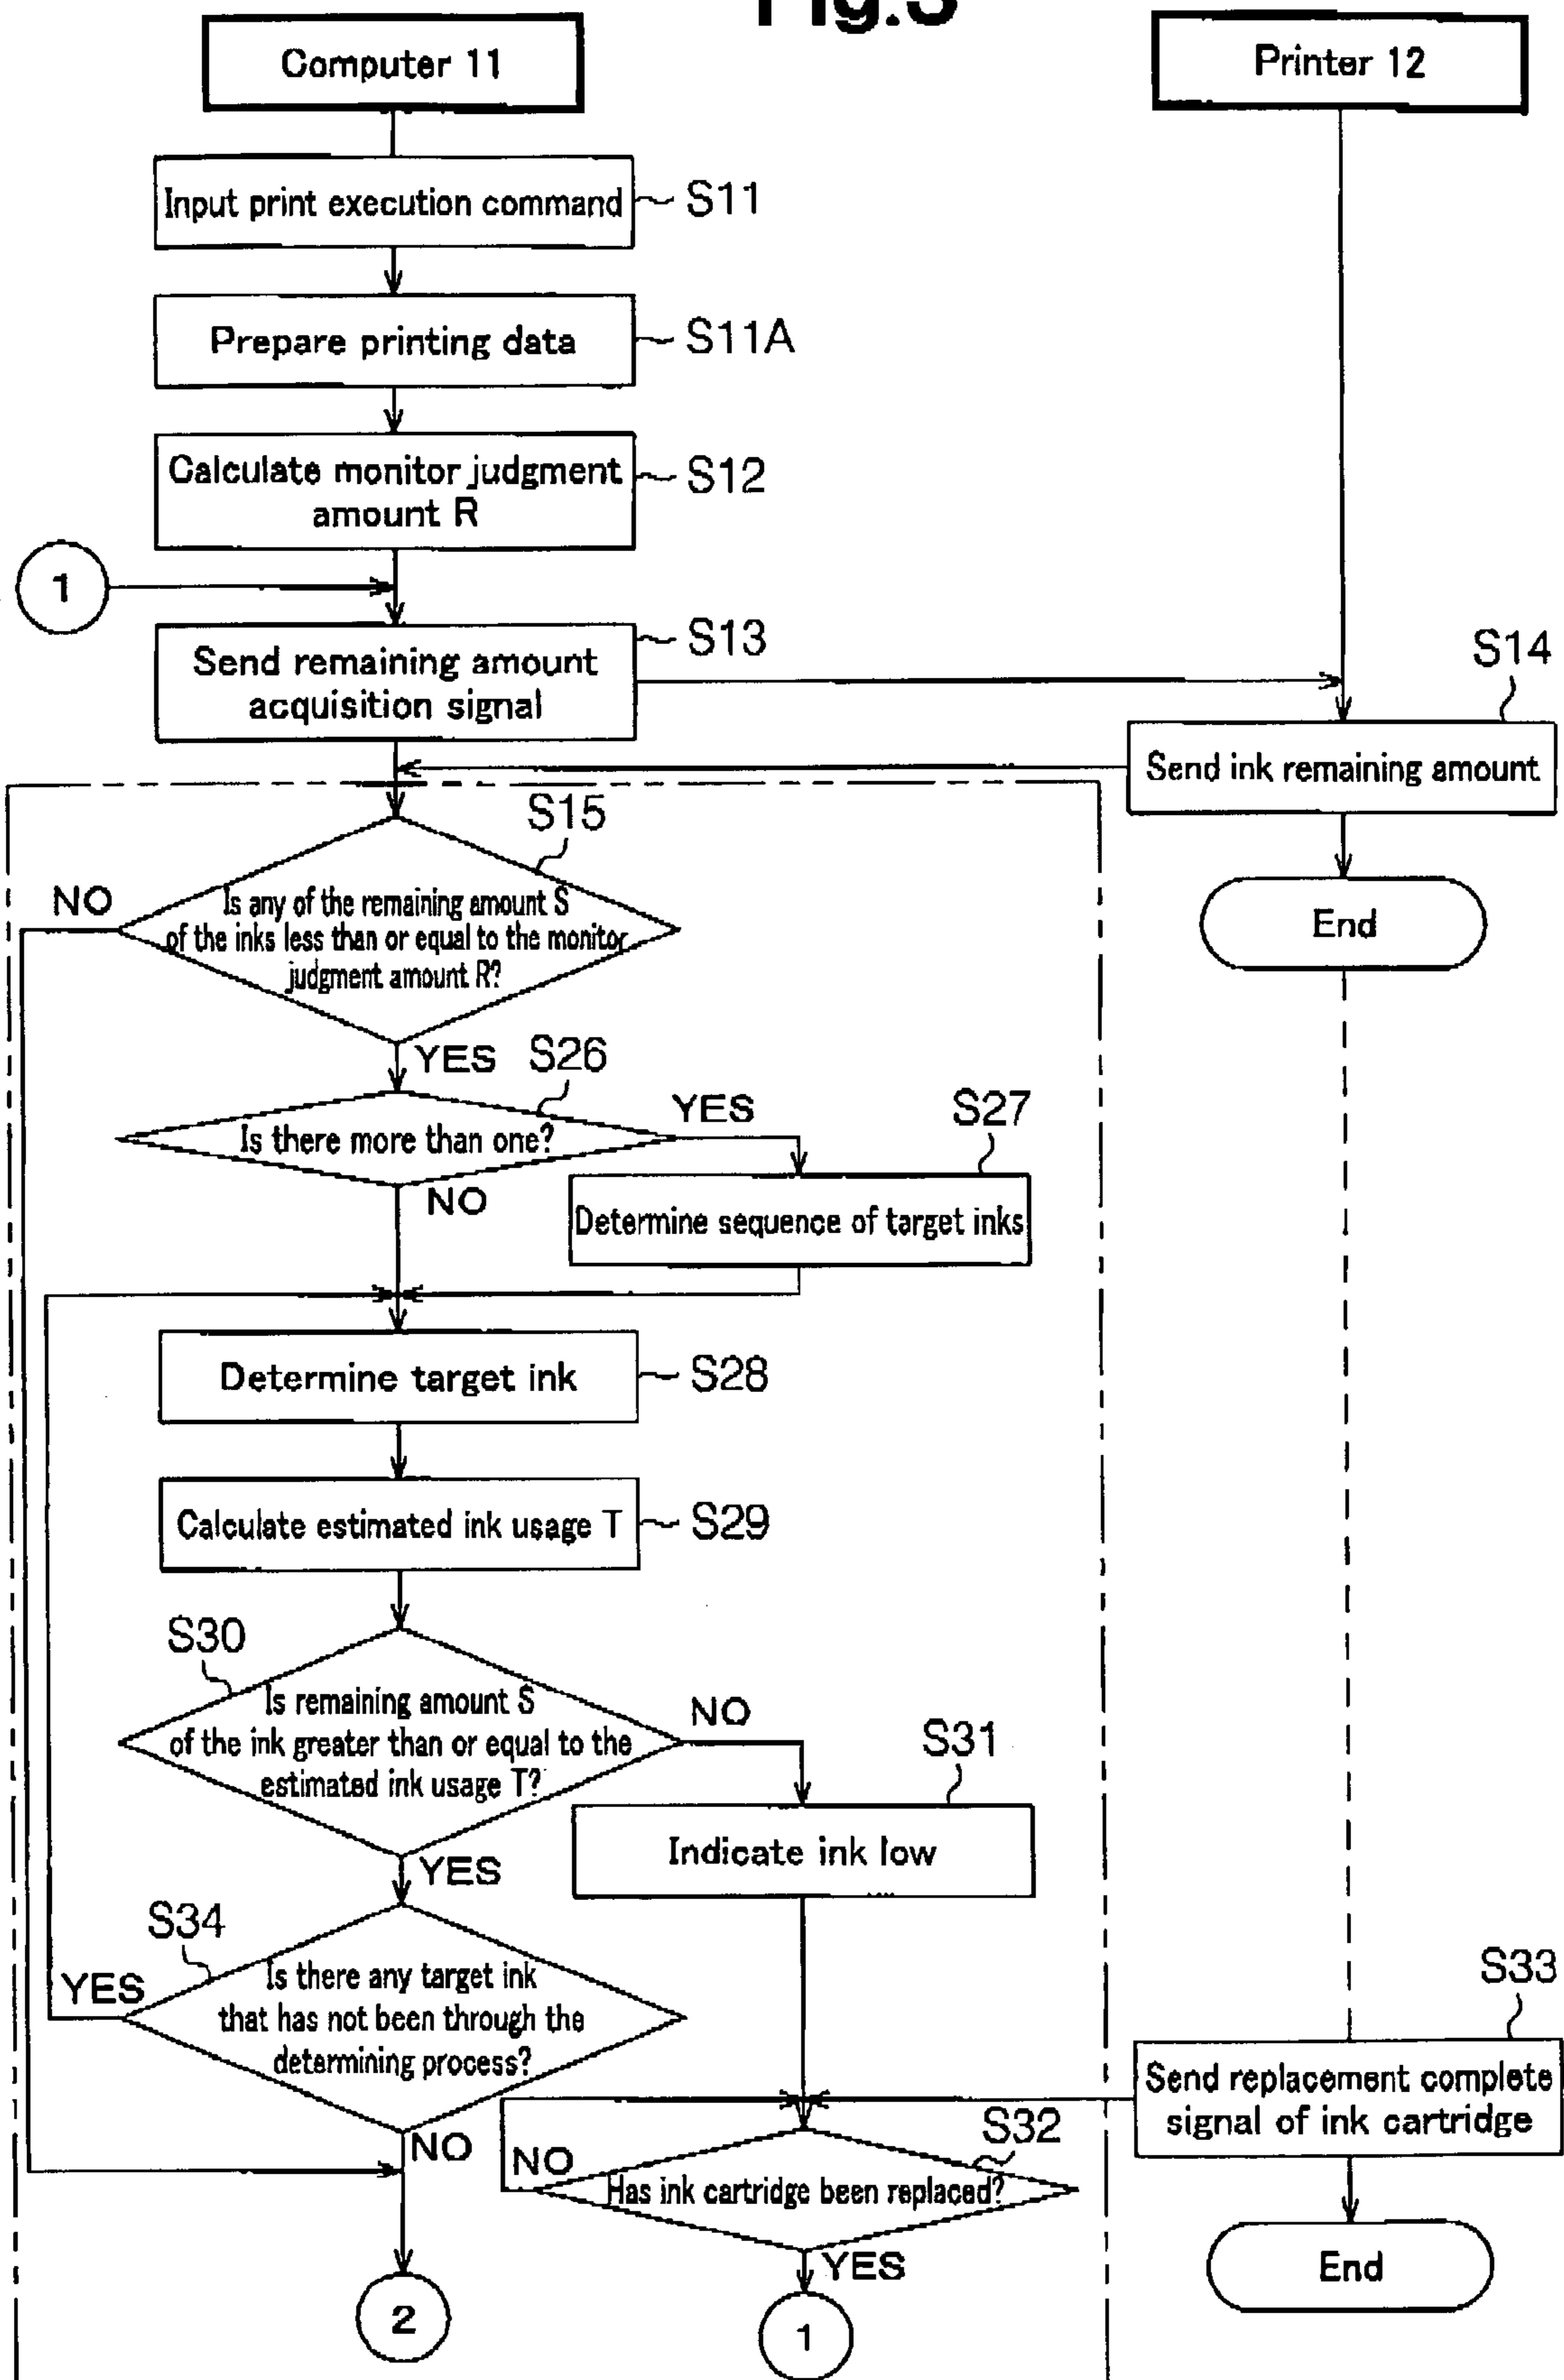 Computer 11
Printer 12
Input print execution command
S11
Prepare printing data
S11A
Calculate monitor judgment
amount R
S12
1
Send remaining amount
acquisition signal
S13
S14
Send ink remaining amount
End
S15
NO
Is any of the remaining amount S
of the inks less than or equal to the monitor
judgment amount R?
YES
S26
Is there more than one?
YES
NO
S27
Determine sequence of target inks
Determine target ink
S28
Calculate estimated ink usage T
S29
S30
Is remaining amount S
of the ink greater than or equal to the
estimated ink usage T?
NO
YES
S31
Indicate ink low
S34
YES
Is there any target ink
that has not been through the
determining process?
NO
S33
Send replacement complete
signal of ink cartridge
S32
NO
Has ink cartridge been replaced?
YES
End
2
1